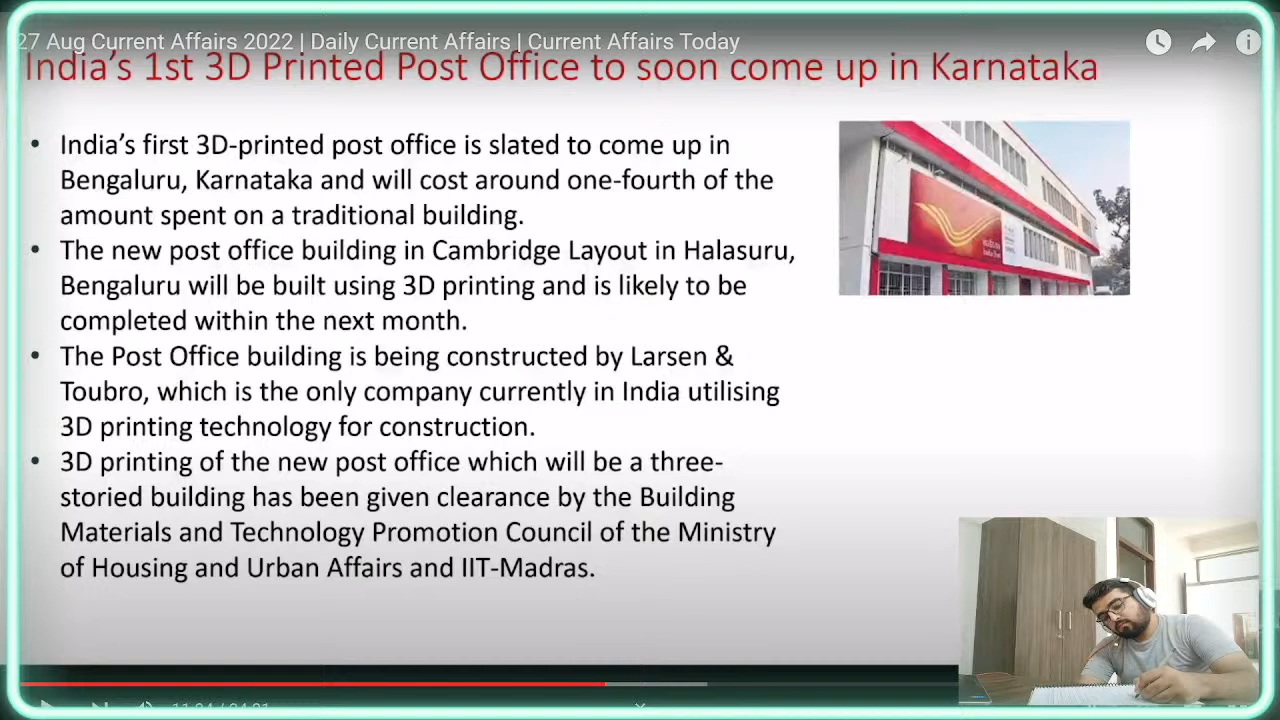 27 Aug Current Affairs 2022 | Daily Current Affairs | Current Affairs Today
India's 1st 3D Printed Post Office to soon come up in Karnataka
• India's first 3D-printed post office is slated to come up in
Bengaluru, Karnataka and will cost around one-fourth of the
amount spent on a traditional building.
• The new post office building in Cambridge Layout in Halasuru,
Bengaluru will be built using 3D printing and is likely to be
completed within the next month.
• The Post Office building is being constructed by Larsen &
Toubro, which is the only company currently in India utilising
3D printing technology for construction.
• 3D printing of the new post office which will be a three-
storied building has been given clearance by the Building
Materials and Technology Promotion Council of the Ministry
of Housing and Urban Affairs and IIT-Madras.